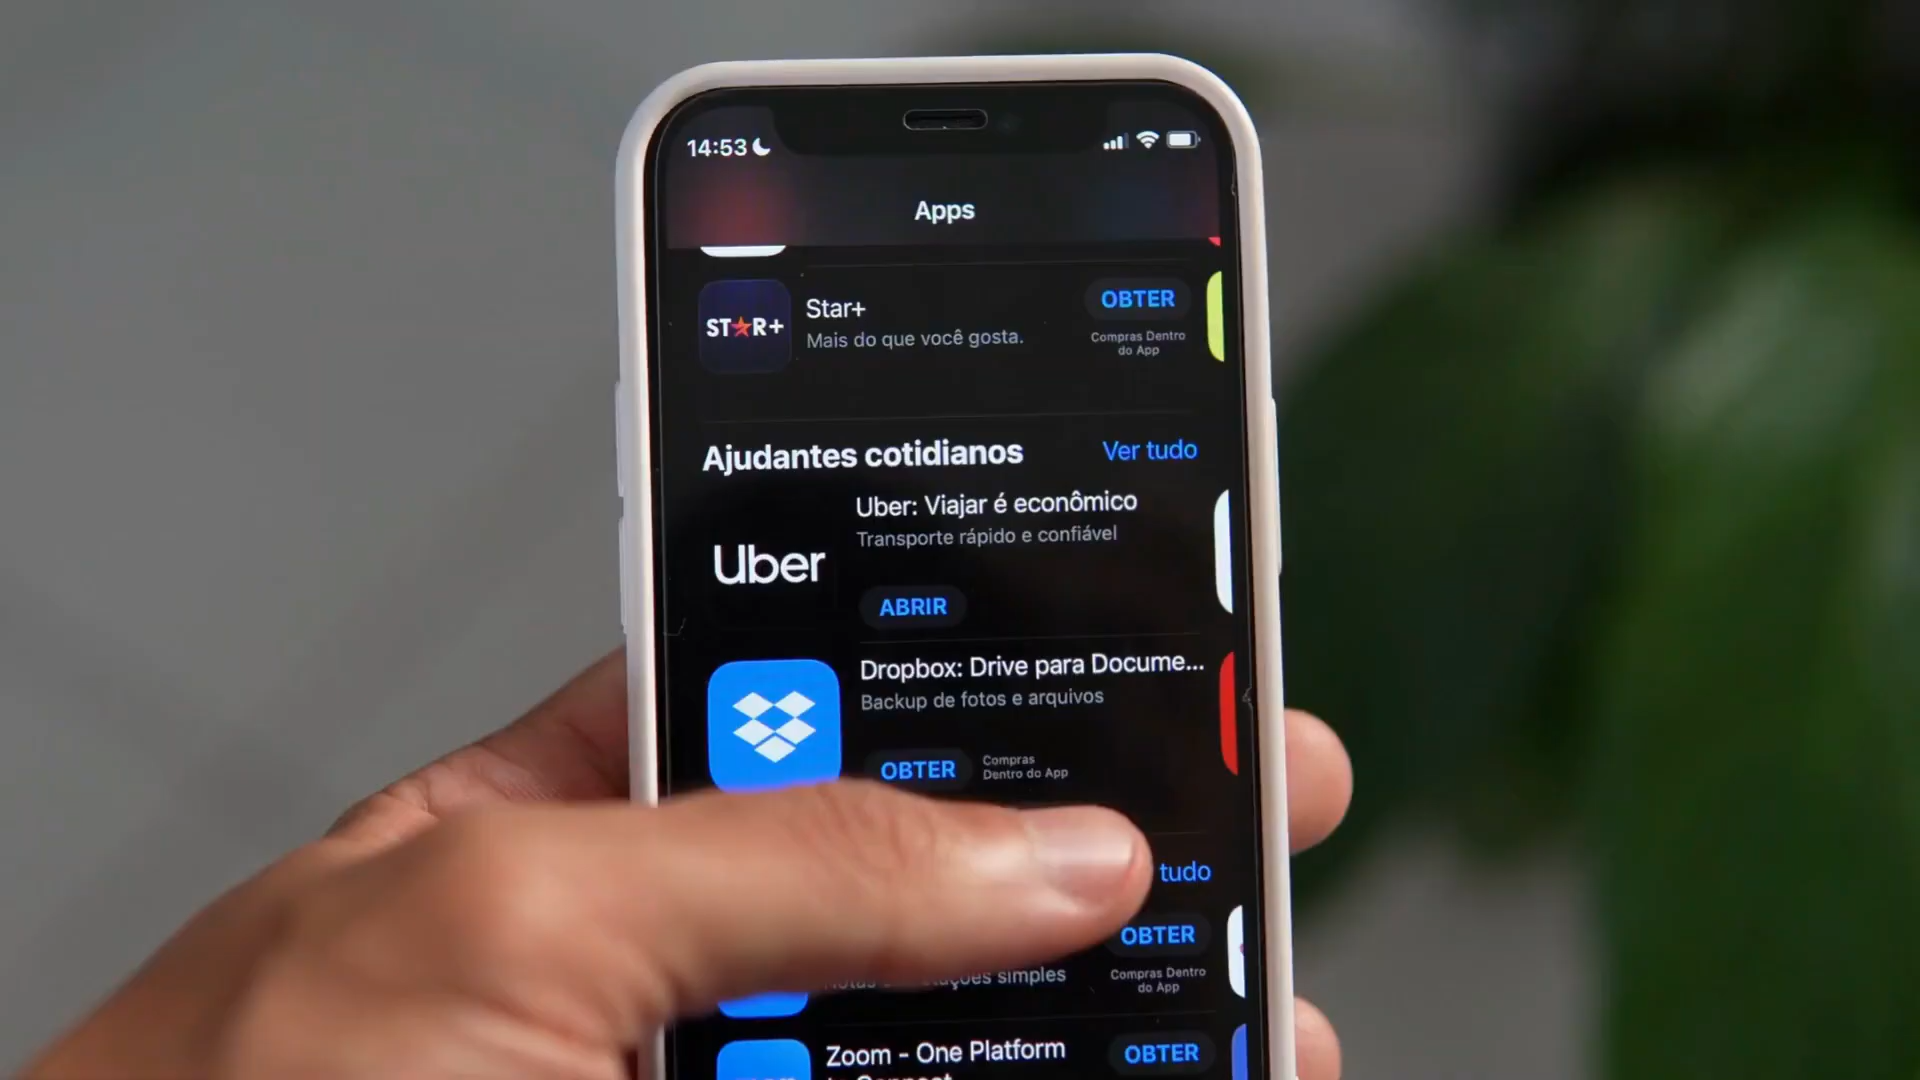 14:53
Apps
STAR+
Star+
Mais do que você gosta.
OBTER
Compras Dentro
do App
Ajudantes cotidianos
Ver tudo
Uber
Uber: Viajar é econômico
Transporte rápido e confiável
ABRIR
Dropbox: Drive para Docume...
Backup de fotos e arquivos
OBTER
Compras
Dentro do App
tudo
OBTER
simples
Compras Dentro
do App
Zoom - One Platform
OBTER